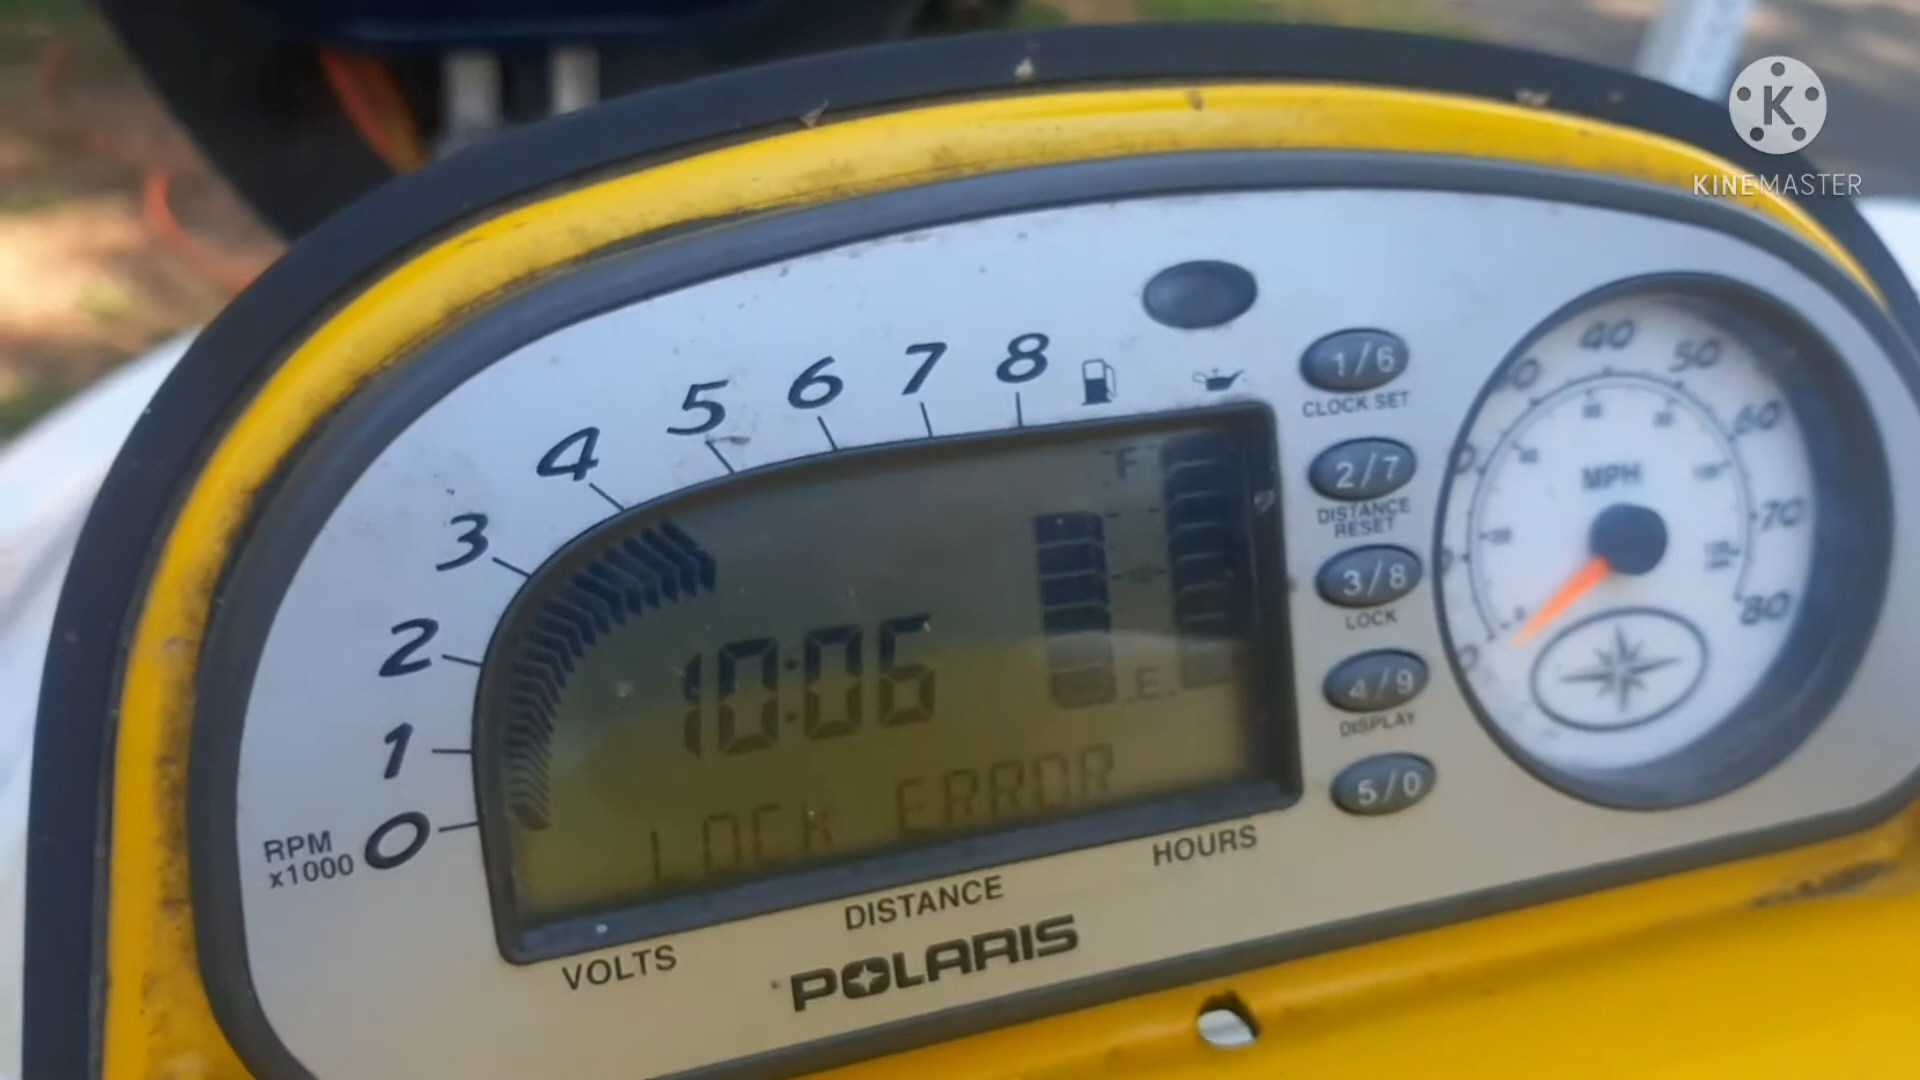 K
KINEMASTER
8
7
6
5
4
3
2
1
0
RPM
x1000
F
E
10:06
LOCK ERROR
VOLTS
DISTANCE
HOURS
POLARIS
1/6
CLOCK SET
2/7
DISTANCE
RESET
3/8
LOCK
4/9
DISPLAY
5/0
40
50
60
70
80
MPH